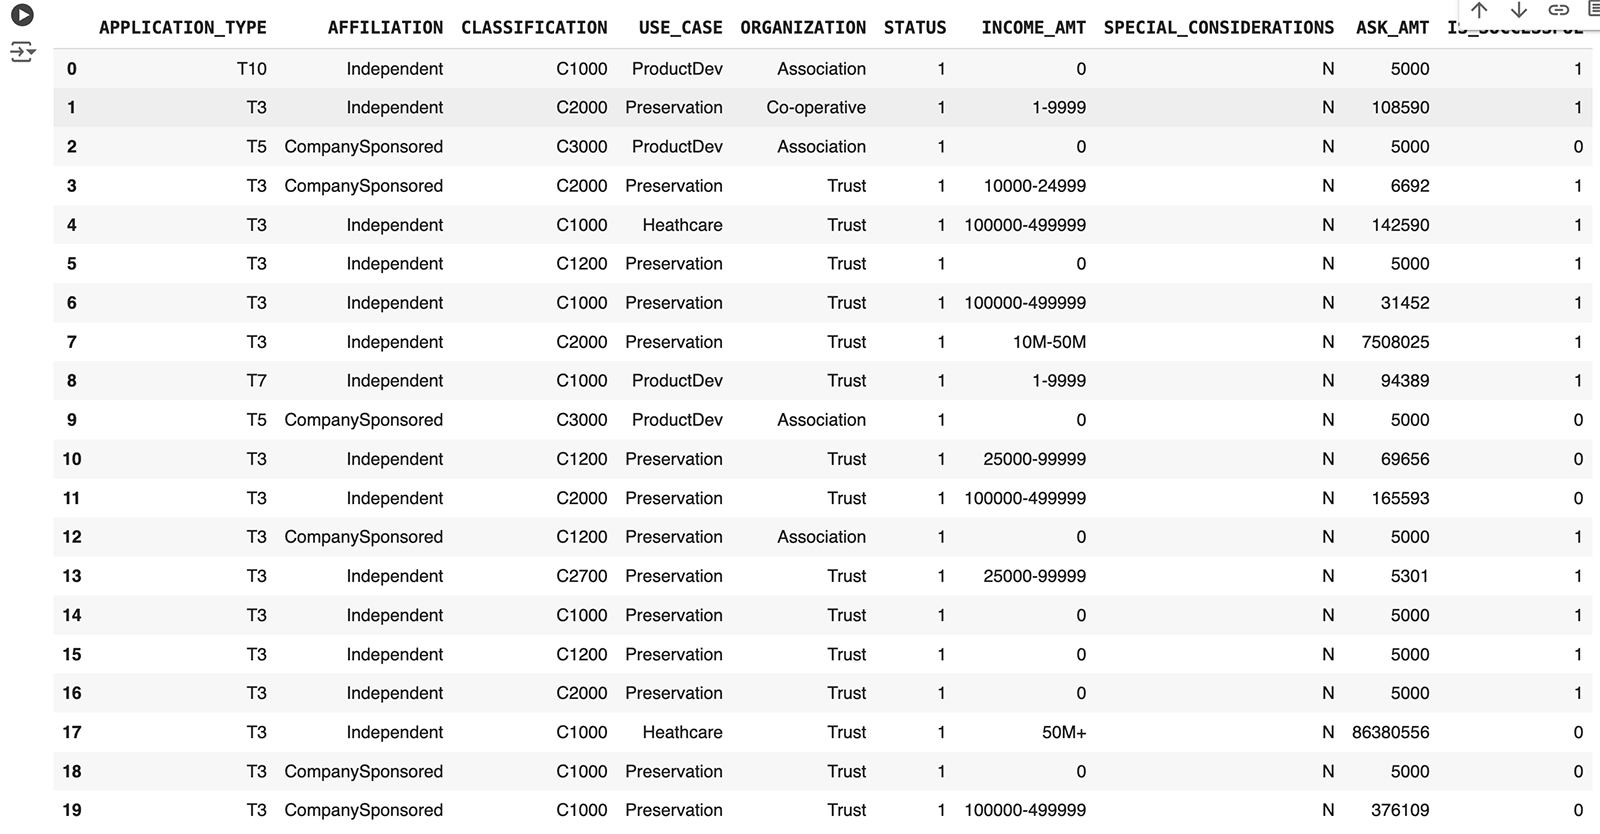 APPLICATION_TYPE AFFILIATION CLASSIFICATION USE_CASE ORGANIZATION STATUS INCOME_AMT SPECIAL_CONSIDERATIONS ASK_AMT IS_SUCCESSFUL
0 T10 Independent C1000 ProductDev Association 1 0 N 5000 1
1 T3 Independent C2000 Preservation Co-operative 1 1-9999 N 108590 1
2 T5 CompanySponsored C3000 ProductDev Association 1 0 N 5000 0
3 T3 CompanySponsored C2000 Preservation Trust 1 10000-24999 N 6692 1
4 T3 Independent C1000 Heathcare Trust 1 100000-499999 N 142590 1
5 T3 Independent C1200 Preservation Trust 1 0 N 5000 1
6 T3 Independent C1000 Preservation Trust 1 100000-499999 N 31452 1
7 T3 Independent C2000 Preservation Trust 1 10M-50M N 7508025 1
8 T7 Independent C1000 ProductDev Trust 1 1-9999 N 94389 1
9 T5 CompanySponsored C3000 ProductDev Association 1 0 N 5000 0
10 T3 Independent C1200 Preservation Trust 1 25000-99999 N 69656 0
11 T3 Independent C2000 Preservation Trust 1 100000-499999 N 165593 0
12 T3 CompanySponsored C1200 Preservation Association 1 0 N 5000 1
13 T3 Independent C2700 Preservation Trust 1 25000-99999 N 5301 1
14 T3 Independent C1000 Preservation Trust 1 0 N 5000 1
15 T3 Independent C1200 Preservation Trust 1 0 N 5000 1
16 T3 Independent C2000 Preservation Trust 1 0 N 5000 1
17 T3 Independent C1000 Heathcare Trust 1 50M+ N 86380556 0
18 T3 CompanySponsored C1000 Preservation Trust 1 0 N 5000 0
19 T3 CompanySponsored C1000 Preservation Trust 1 100000-499999 N 376109 0